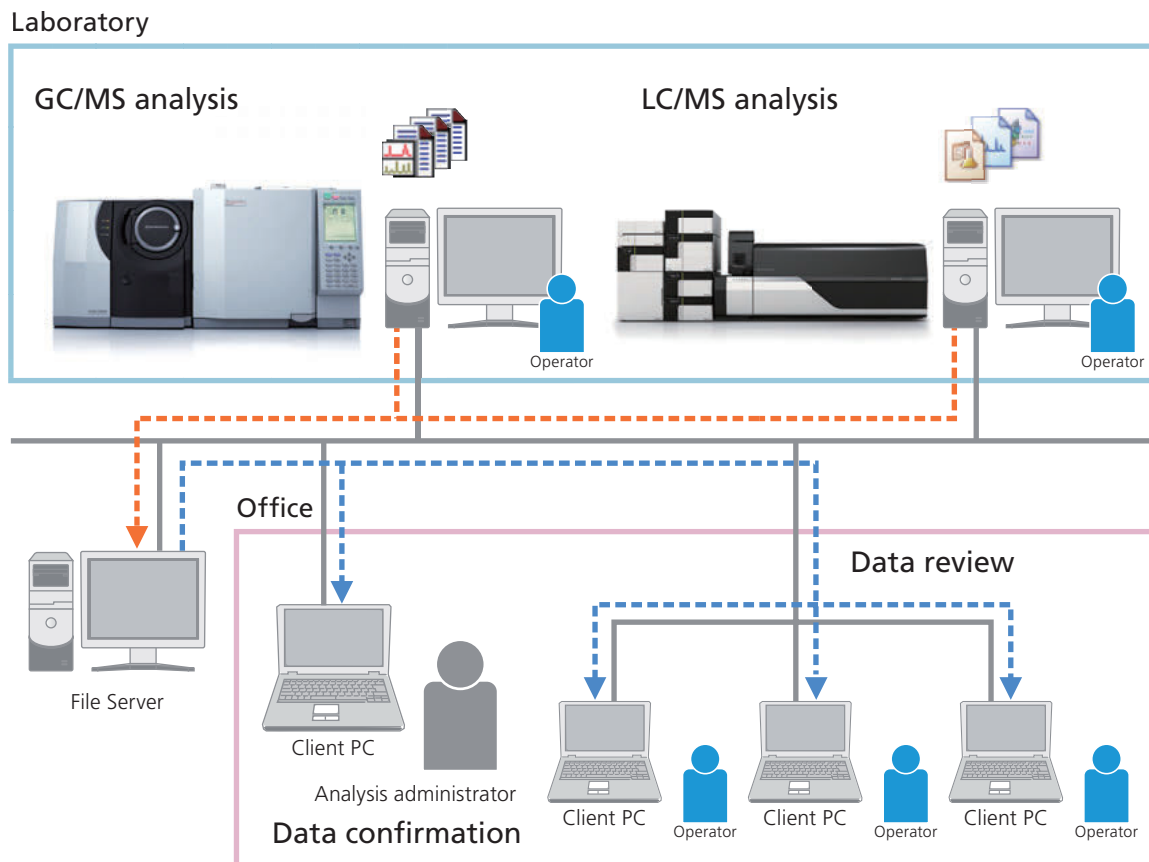 Laboratory
GC/MS analysis
LC/MS analysis
Operator
Operator
Office
Data review
File Server
Client PC
Analysis administrator
Data confirmation
Client PC
Operator
Client PC
Operator
Client PC
Operator